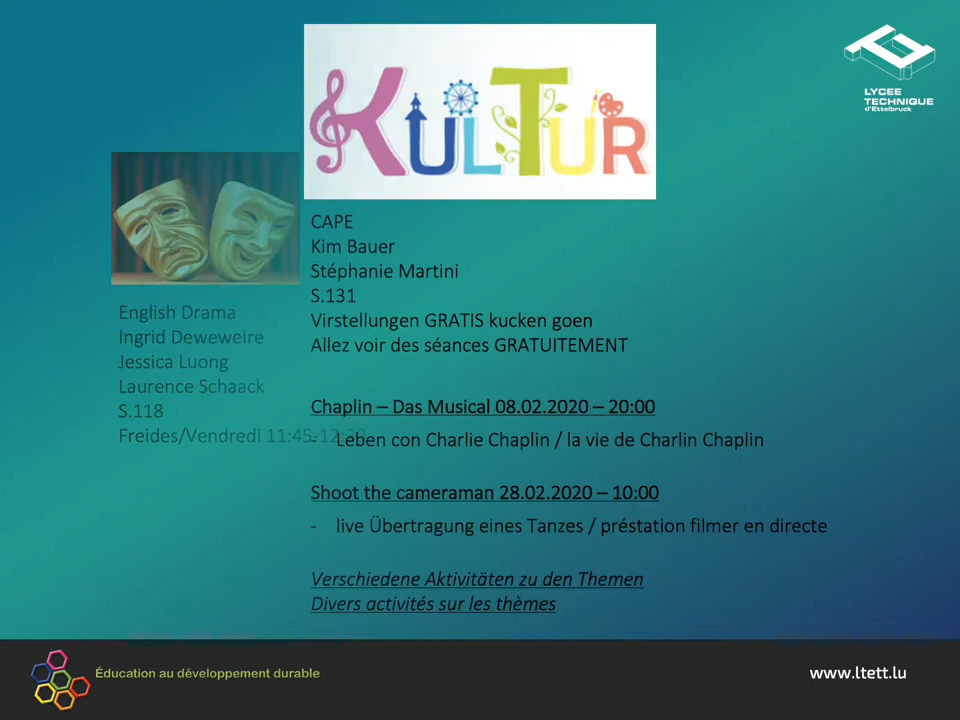 KulTuR
LYCEE
TECHNIQUE
d'Ettelbruck
CAPE
Kim Bauer
Stéphanie Martini
S.131
Virstellungen GRATIS kucken goen
Allez voir des séances GRATUITEMENT
English Drama
Ingrid Deweweire
Jessica Luong
Laurence Schaack
S.118
Freides/Vendredi 11:45-12:
Chaplin – Das Musical 08.02.2020 – 20:00
- Leben con Charlie Chaplin / la vie de Charlin Chaplin
Shoot the cameraman 28.02.2020 – 10:00
- live Übertragung eines Tanzes / préstation filmer en directe
Verschiedene Aktivitäten zu den Themen
Divers activités sur les thèmes
Éducation au développement durable
www.ltett.lu